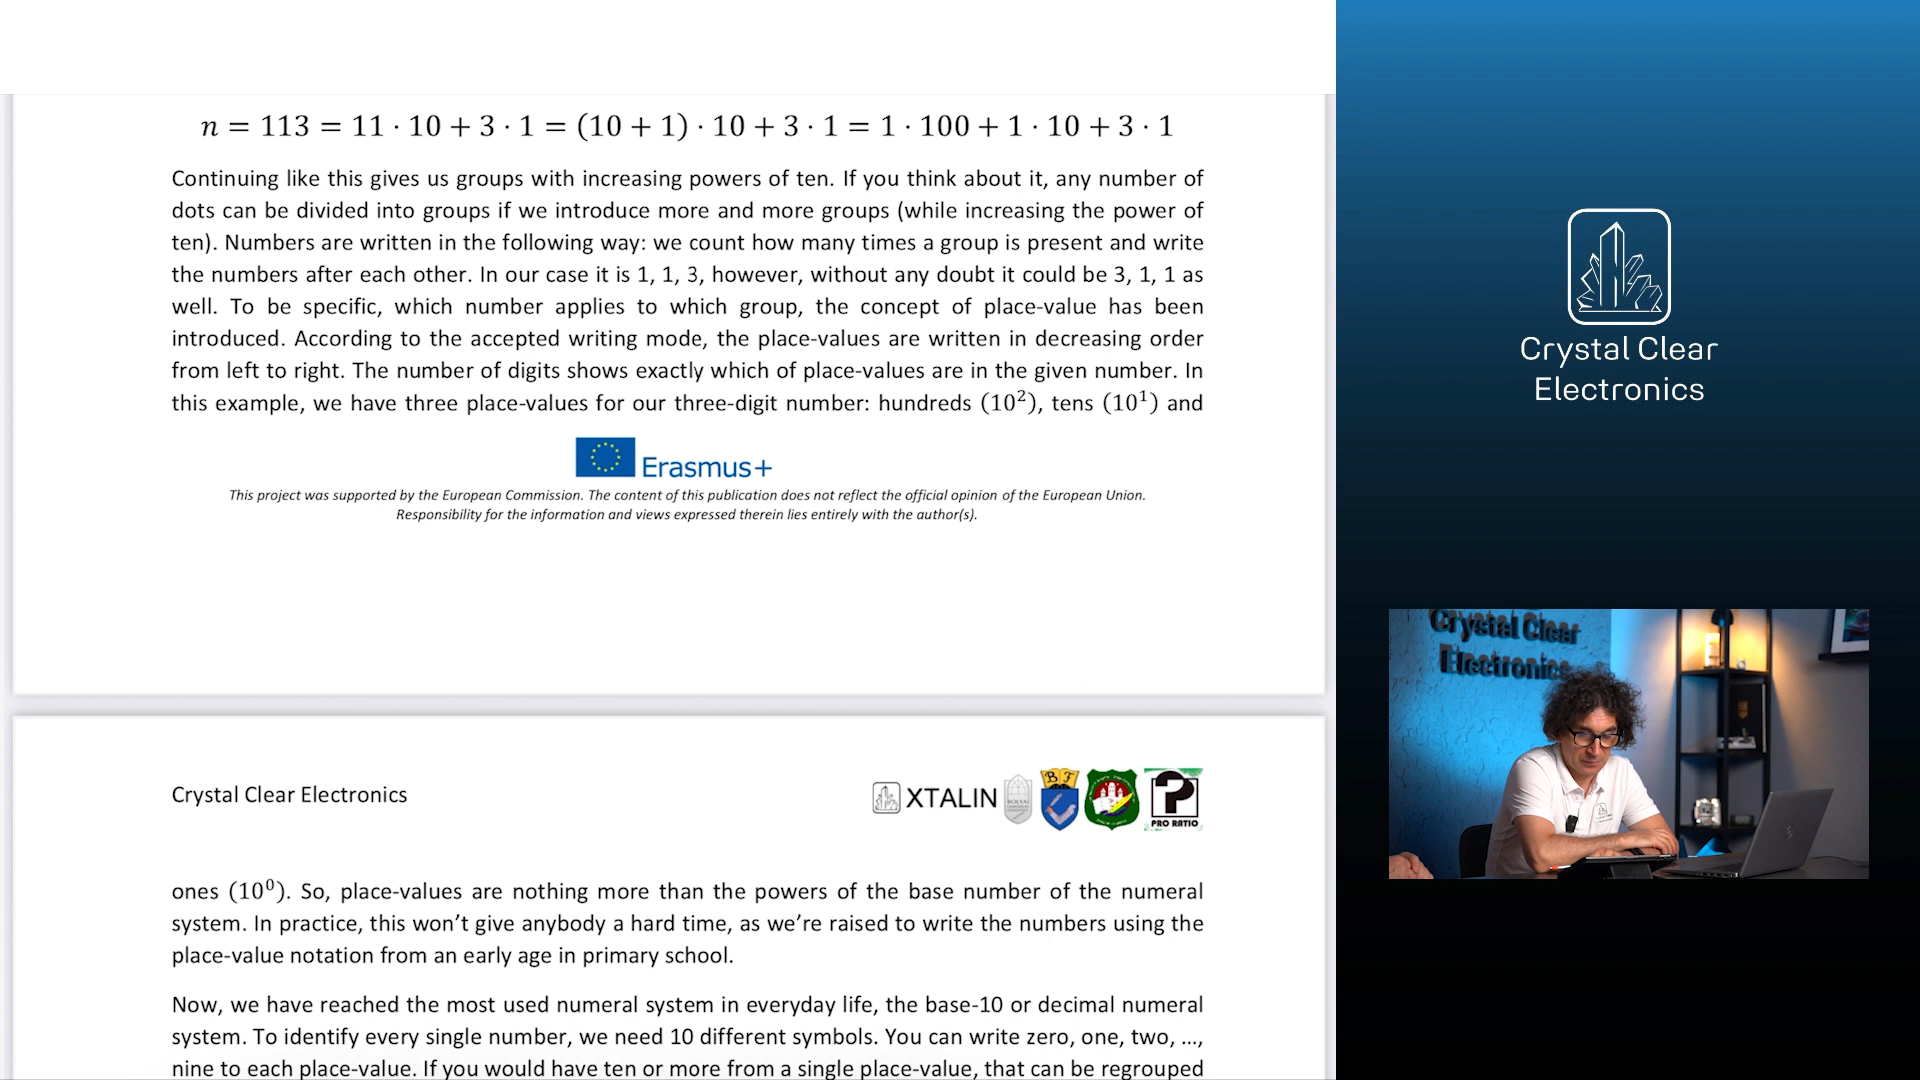 n = 113 = 11 · 10 + 3 · 1 = (10 + 1) · 10 + 3 · 1 = 1 · 100 + 1 · 10 + 3 · 1
Continuing like this gives us groups with increasing powers of ten. If you think about it, any number of
dots can be divided into groups if we introduce more and more groups (while increasing the power of
ten). Numbers are written in the following way: we count how many times a group is present and write
the numbers after each other. In our case it is 1, 1, 3, however, without any doubt it could be 3, 1, 1 as
well. To be specific, which number applies to which group, the concept of place-value has been
introduced. According to the accepted writing mode, the place-values are written in decreasing order
from left to right. The number of digits shows exactly which of place-values are in the given number. In
this example, we have three place-values for our three-digit number: hundreds (10²), tens (10¹) and
Erasmus+
This project was supported by the European Commission. The content of this publication does not reflect the official opinion of the European Union.
Responsibility for the information and views expressed therein lies entirely with the author(s).
Crystal Clear Electronics
XTALIN
B F
PRO RATIO
ones (10⁰). So, place-values are nothing more than the powers of the base number of the numeral
system. In practice, this won’t give anybody a hard time, as we’re raised to write the numbers using the
place-value notation from an early age in primary school.
Now, we have reached the most used numeral system in everyday life, the base-10 or decimal numeral
system. To identify every single number, we need 10 different symbols. You can write zero, one, two, …,
nine to each place-value. If you would have ten or more from a single place-value, that can be regrouped
Crystal Clear
Electronics
Crystal Clear
Electronics